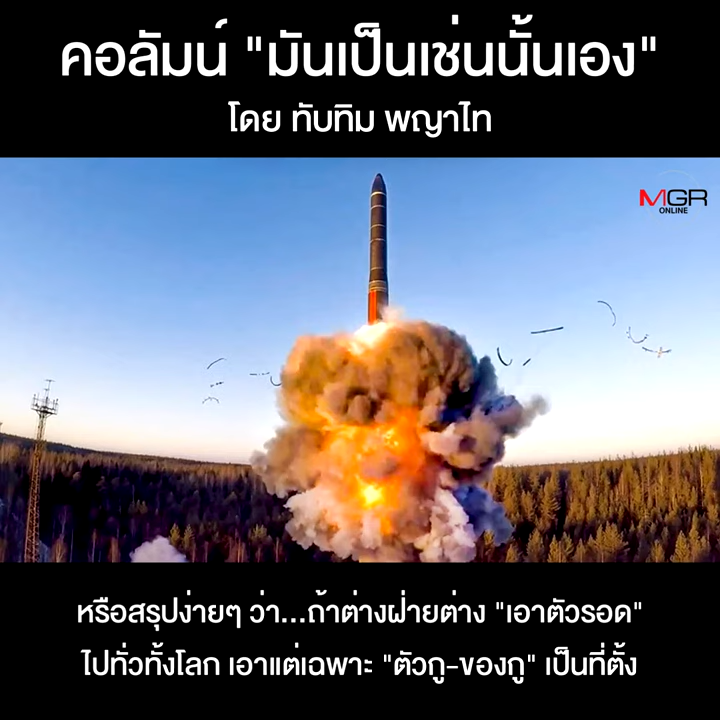 คอลัมน์ "มันเป็นเช่นนั้นเอง"
โดย ทับทิม พญาไท
MGR
ONLINE
หรือสรุปง่ายๆ ว่า...ถ้าต่างฝ่ายต่าง "เอาตัวรอด"
ไปทั่วทั้งโลก เอาแต่เฉพาะ "ตัวกู-ของกู" เป็นที่ตั้ง